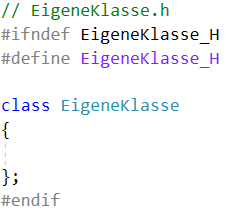 // EigeneKlasse.h
#ifndef EigeneKlasse_H
#define EigeneKlasse_H
class EigeneKlasse
{
};
#endif